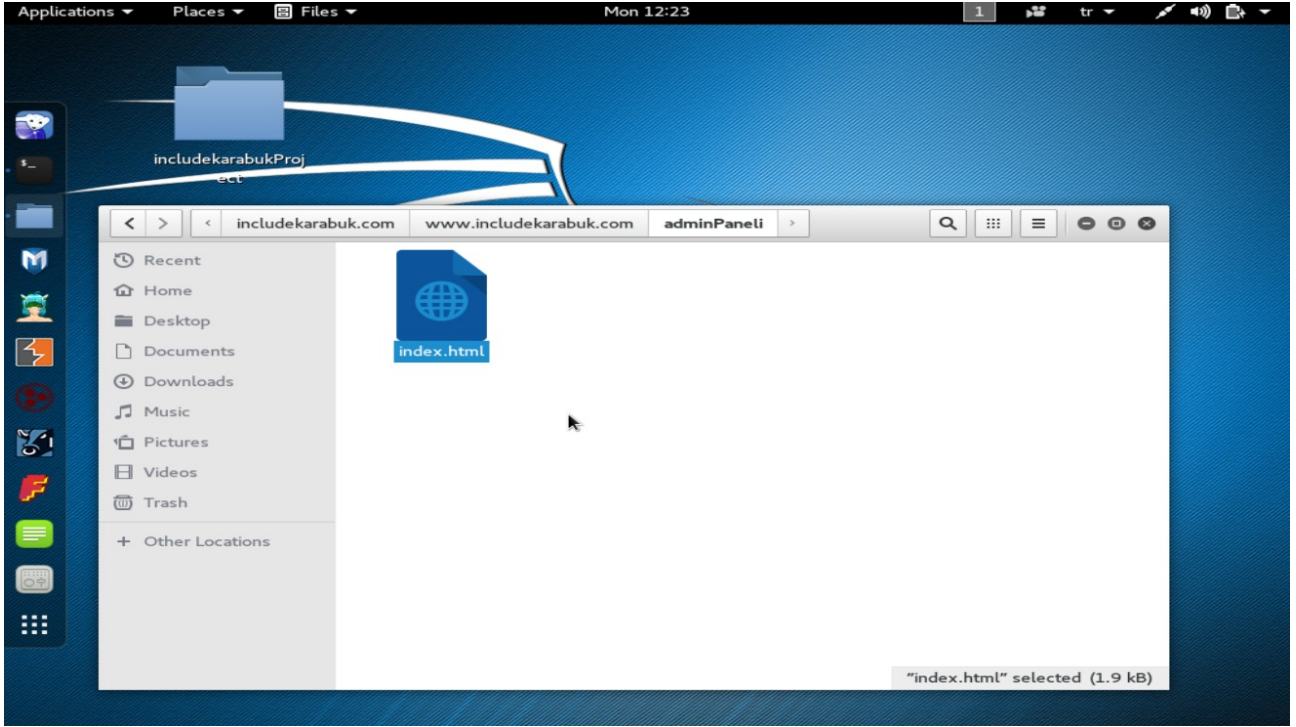 Applications Places Files Mon 12:23 1 tr
includekarabukProj
ect
includekarabuk.com www.includekarabuk.com adminPaneli
Recent
Home
Desktop
Documents
Downloads
Music
Pictures
Videos
Trash
+ Other Locations
index.html
"index.html" selected (1.9 kB)